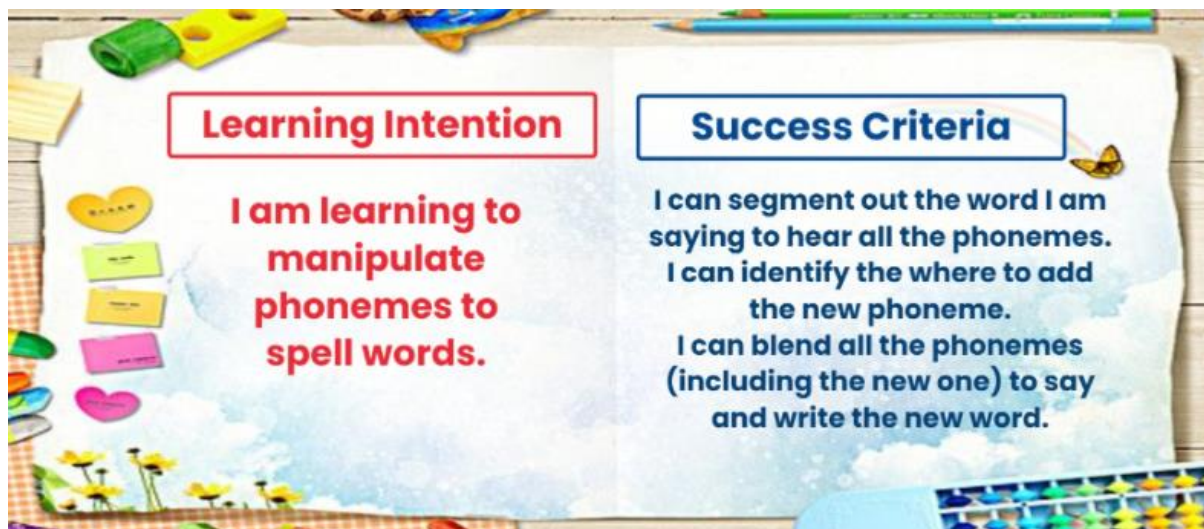 Learning Intention
I am learning to
manipulate
phonemes to
spell words.
Success Criteria
I can segment out the word I am
saying to hear all the phonemes.
I can identify the where to add
the new phoneme.
I can blend all the phonemes
(including the new one) to say
and write the new word.